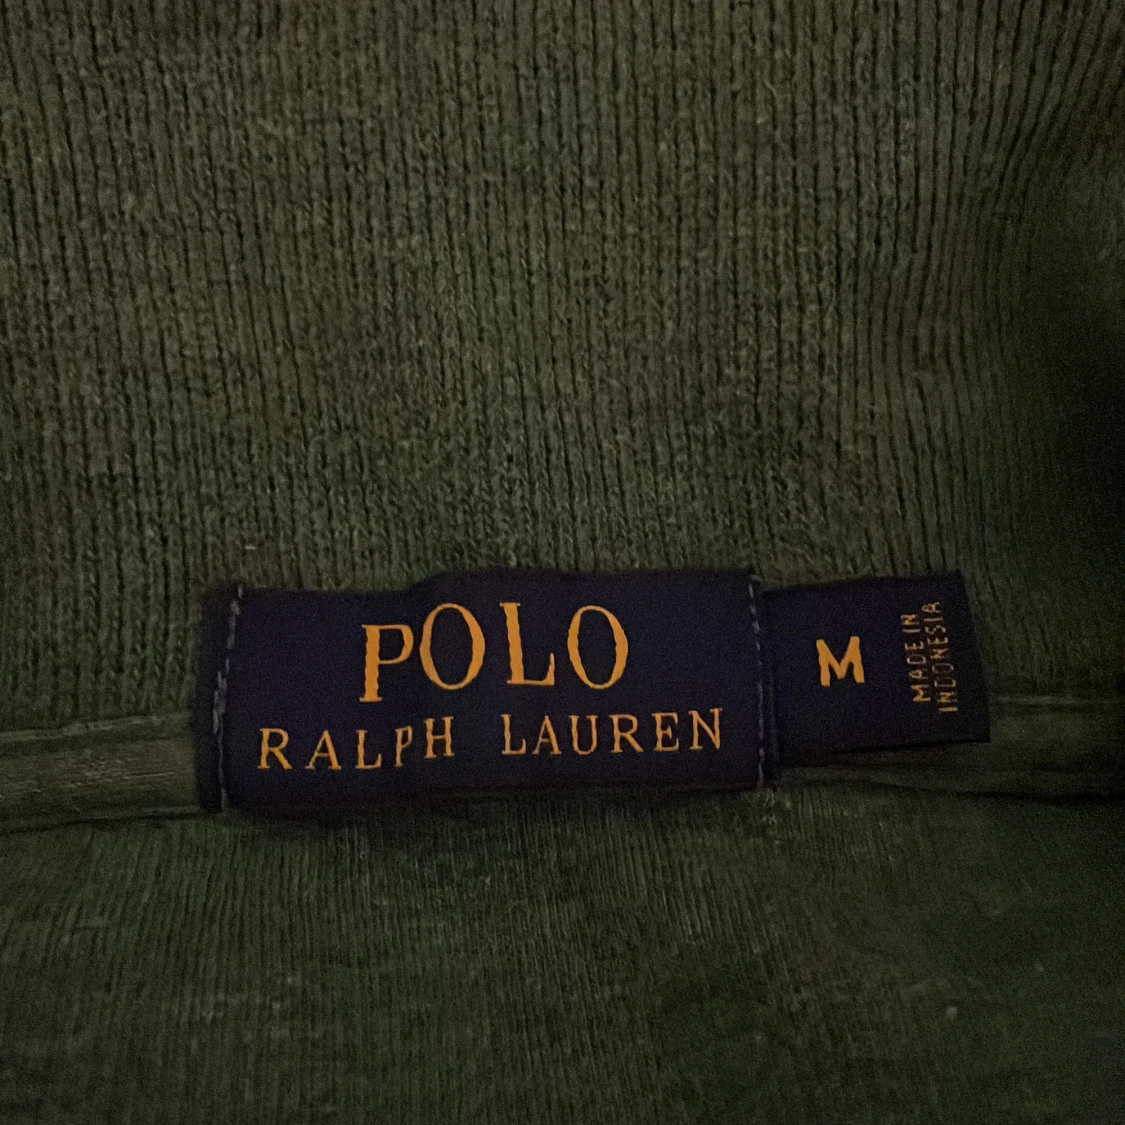 POLO
RALPH LAUREN
M
MADE IN
INDONESIA